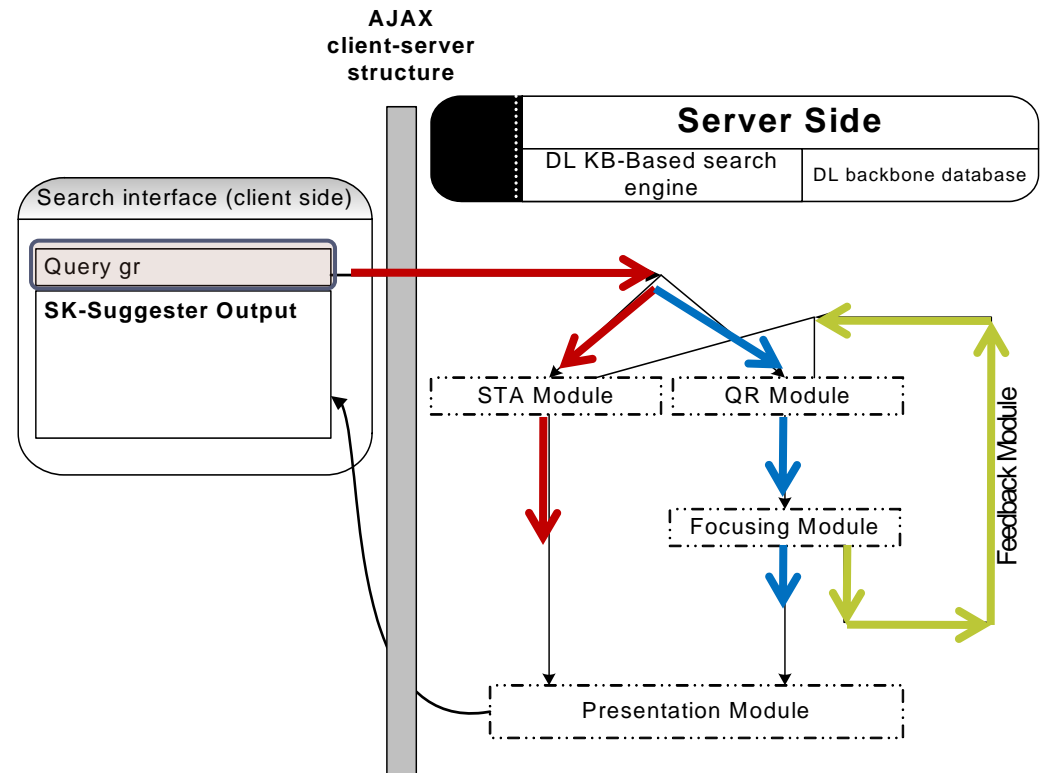 AJAX
client-server
structure
Server Side
DL KB-Based search
engine
DL backbone database
Search interface (client side)
Query gr
SK-Suggester Output
STA Module
QR Module
Focusing Module
Feedback Module
Presentation Module